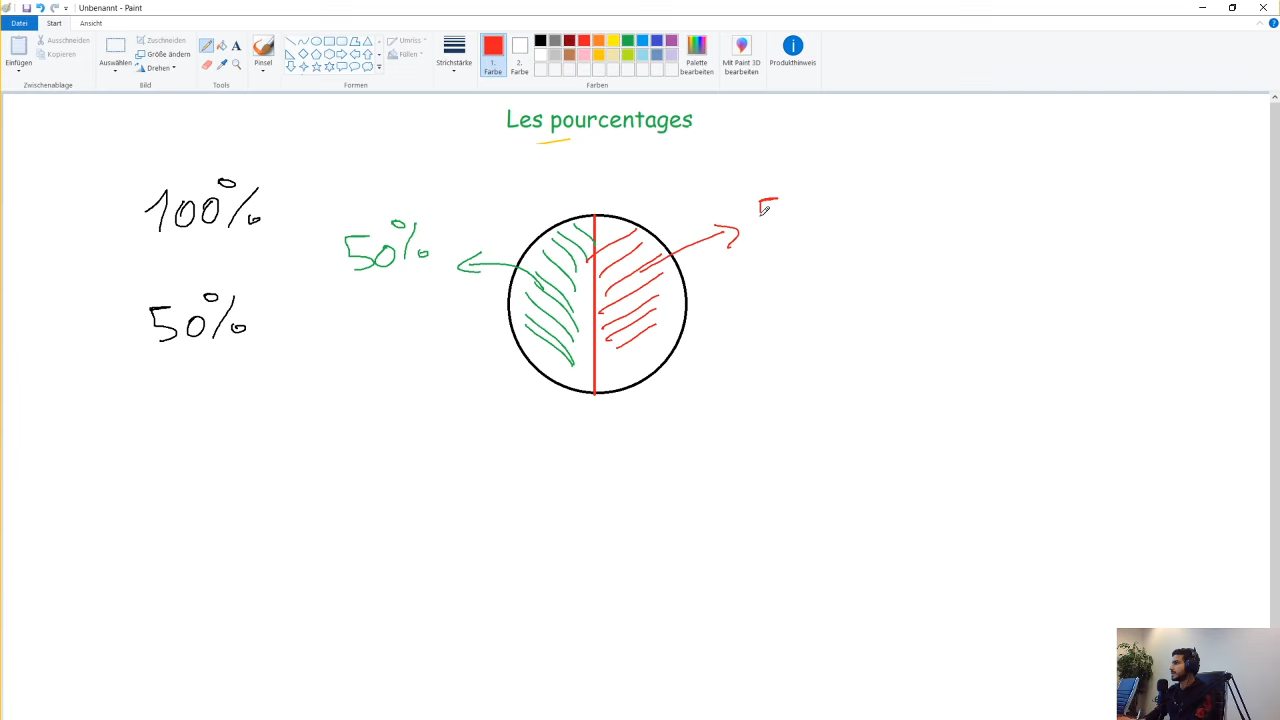 Unbenannt - Paint
Datei Start Ansicht
Einfügen
Ausschneiden
Kopieren
Zwischenablage
Auswählen
Zuschneiden
Größe ändern
Drehen
Bild
A
Tools
Pinsel
Formen
Umriss
Füllen
Strichstärke
1. Farbe
2. Farbe
Palette bearbeiten
Farben
Mit Paint 3D bearbeiten
Produkthinweis
Les pourcentages
100%
50%
50%